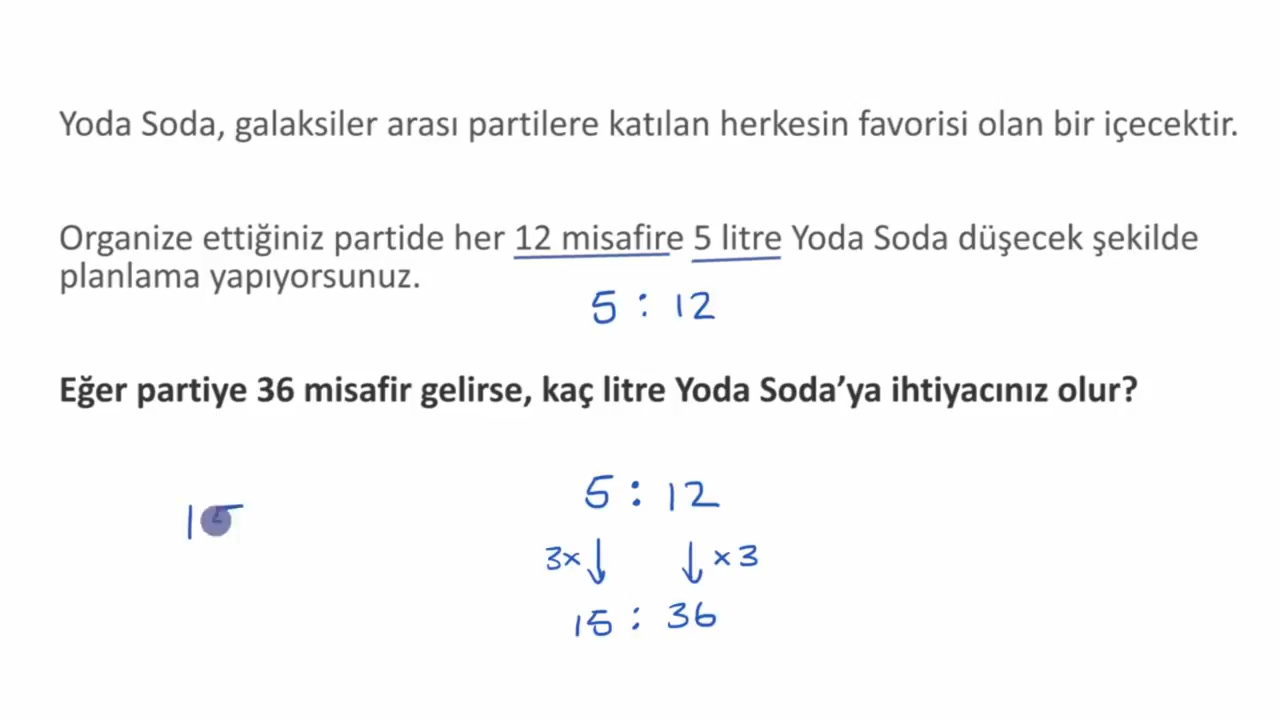 Yoda Soda, galaksiler arası partilere katılan herkesin favorisi olan bir içecektir.
Organize ettiğiniz partide her 12 misafire 5 litre Yoda Soda düşecek şekilde
planlama yapıyorsunuz.
5 : 12
Eğer partiye 36 misafir gelirse, kaç litre Yoda Soda’ya ihtiyacınız olur?
5 : 12
3x ↓ ↓ x 3
15 : 36
15